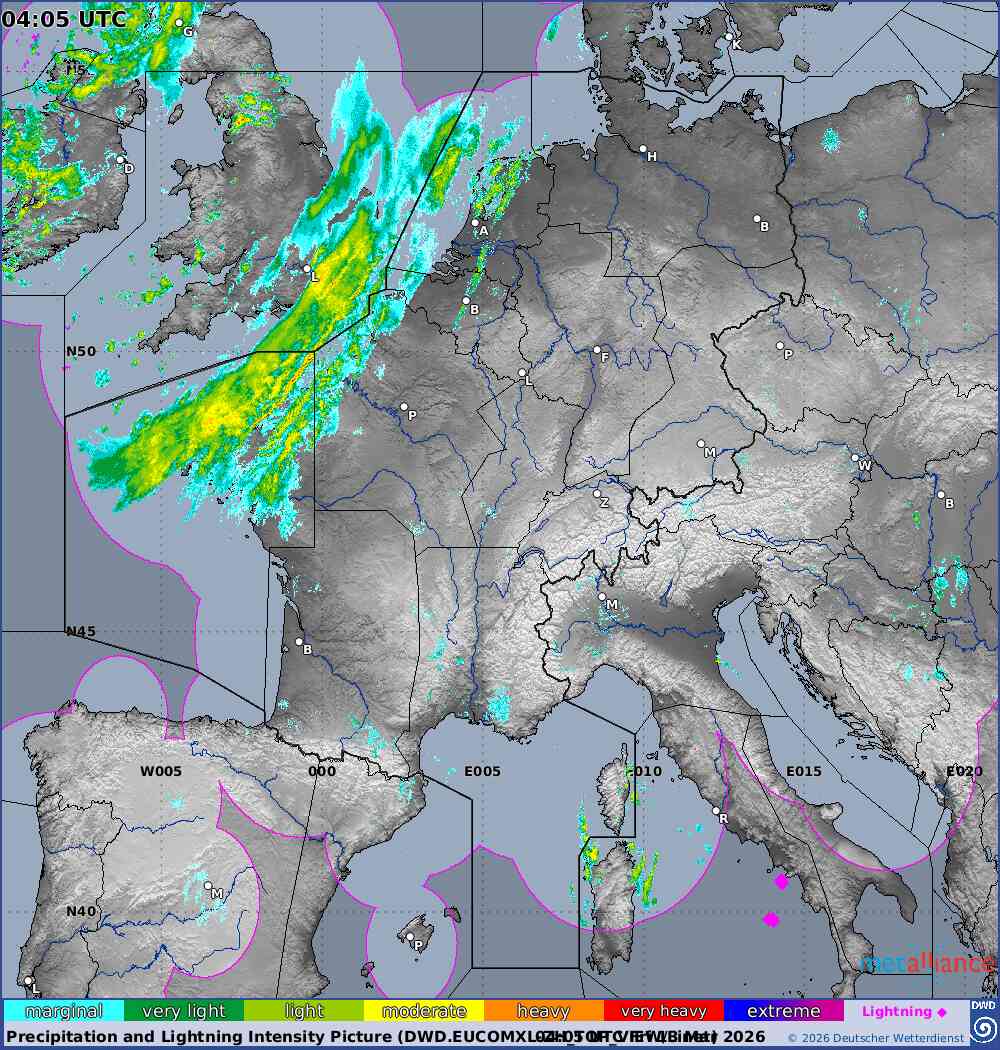 04:05 UTC
G
K
N55
D
H
B
A
L
B
N50
F
P
L
P
M
W
Z
B
M
N45
B
W005
000
E005
E010
E015
E020
R
M
N40
P
L
metalliance
marginal
very light
light
moderate
heavy
very heavy
extreme
Lightning
DWD
Precipitation and Lightning Intensity Picture (DWD.EUCOMXL
2026
© 2026 Deutscher Wetterdienst